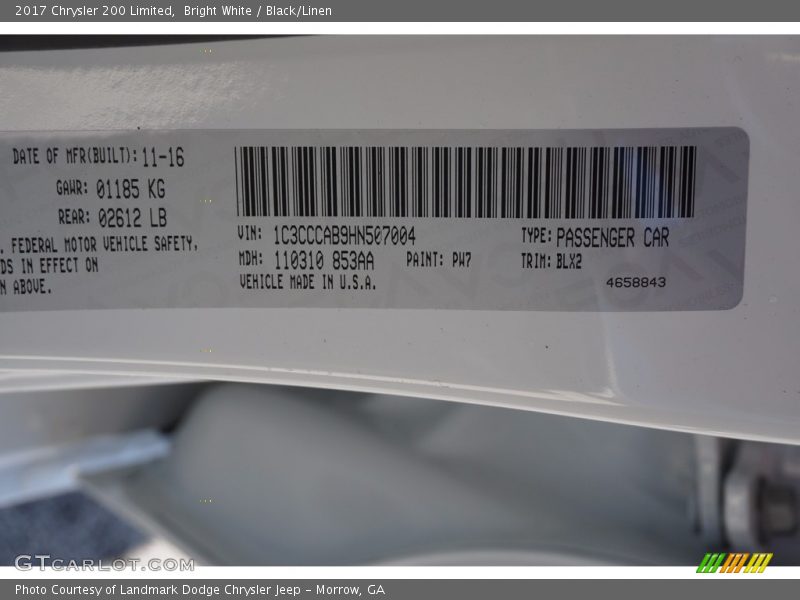 2017 Chrysler 200 Limited,  Bright White / Black/Linen
DATE OF MFR(BUILT): 11-16
GAWR: 01185 KG
REAR: 02612 LB
. FEDERAL MOTOR VEHICLE SAFETY,
DS IN EFFECT ON
N ABOVE.
VIN: 1C3CCCAB9HN507004
TYPE: PASSENGER CAR
MDH: 110310 853AA
PAINT: PW7
TRIM: BLX2
VEHICLE MADE IN U.S.A.
4658843
GTCARLOT.COM
Photo Courtesy of Landmark Dodge Chrysler Jeep – Morrow, GA